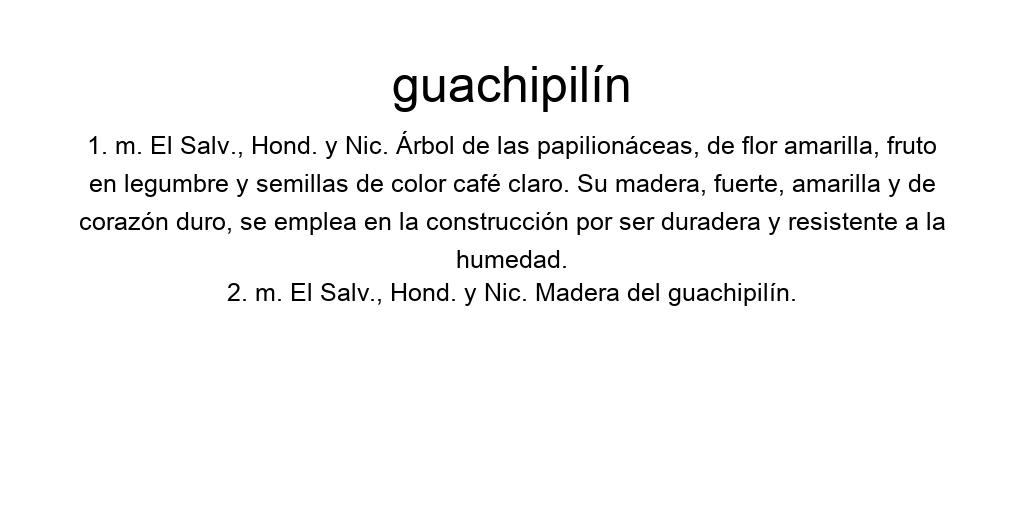 guachipilín
1. m. El Salv., Hond. y Nic. Árbol de las papilionáceas, de flor amarilla, fruto
en legumbre y semillas de color café claro. Su madera, fuerte, amarilla y de
corazón duro, se emplea en la construcción por ser duradera y resistente a la
humedad.
2. m. El Salv., Hond. y Nic. Madera del guachipilín.